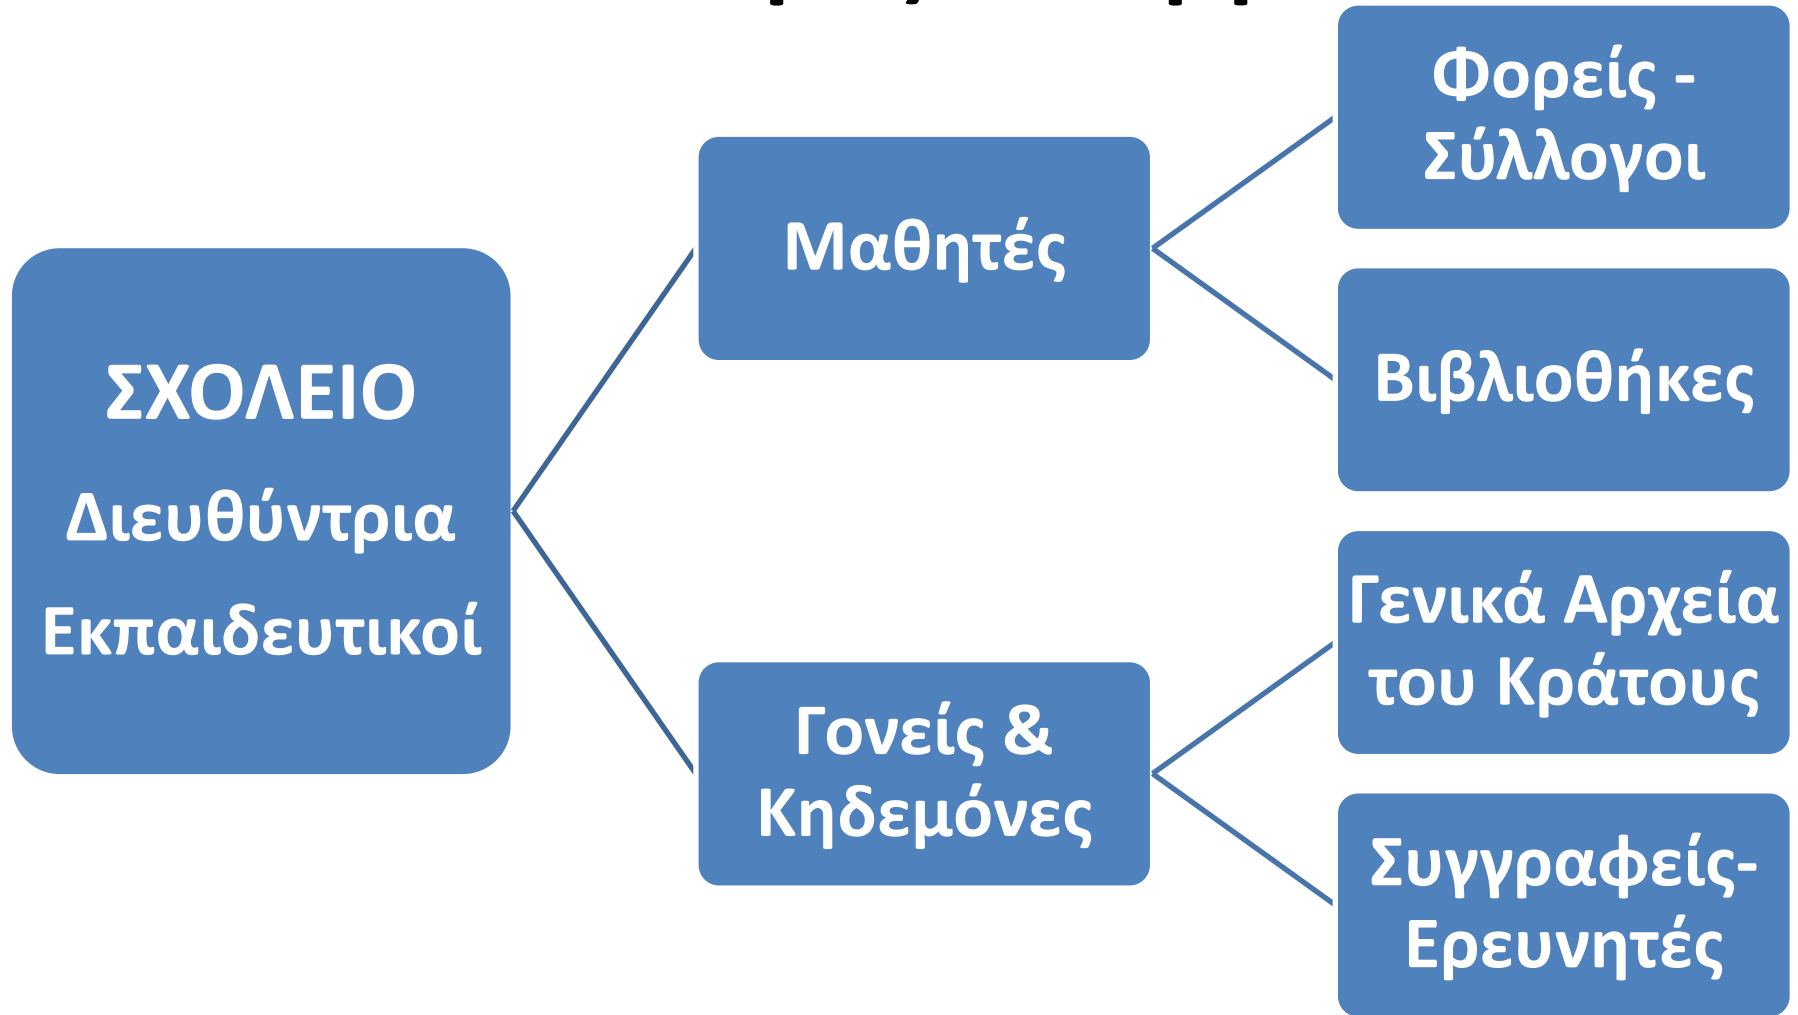 ΣΧΟΛΕΙΟ
Διευθύντρια
Εκπαιδευτικοί
Μαθητές
Γονείς &
Κηδεμόνες
Φορείς -
Σύλλογοι
Βιβλιοθήκες
Γενικά Αρχεία
του Κράτους
Συγγραφείς-
Ερευνητές